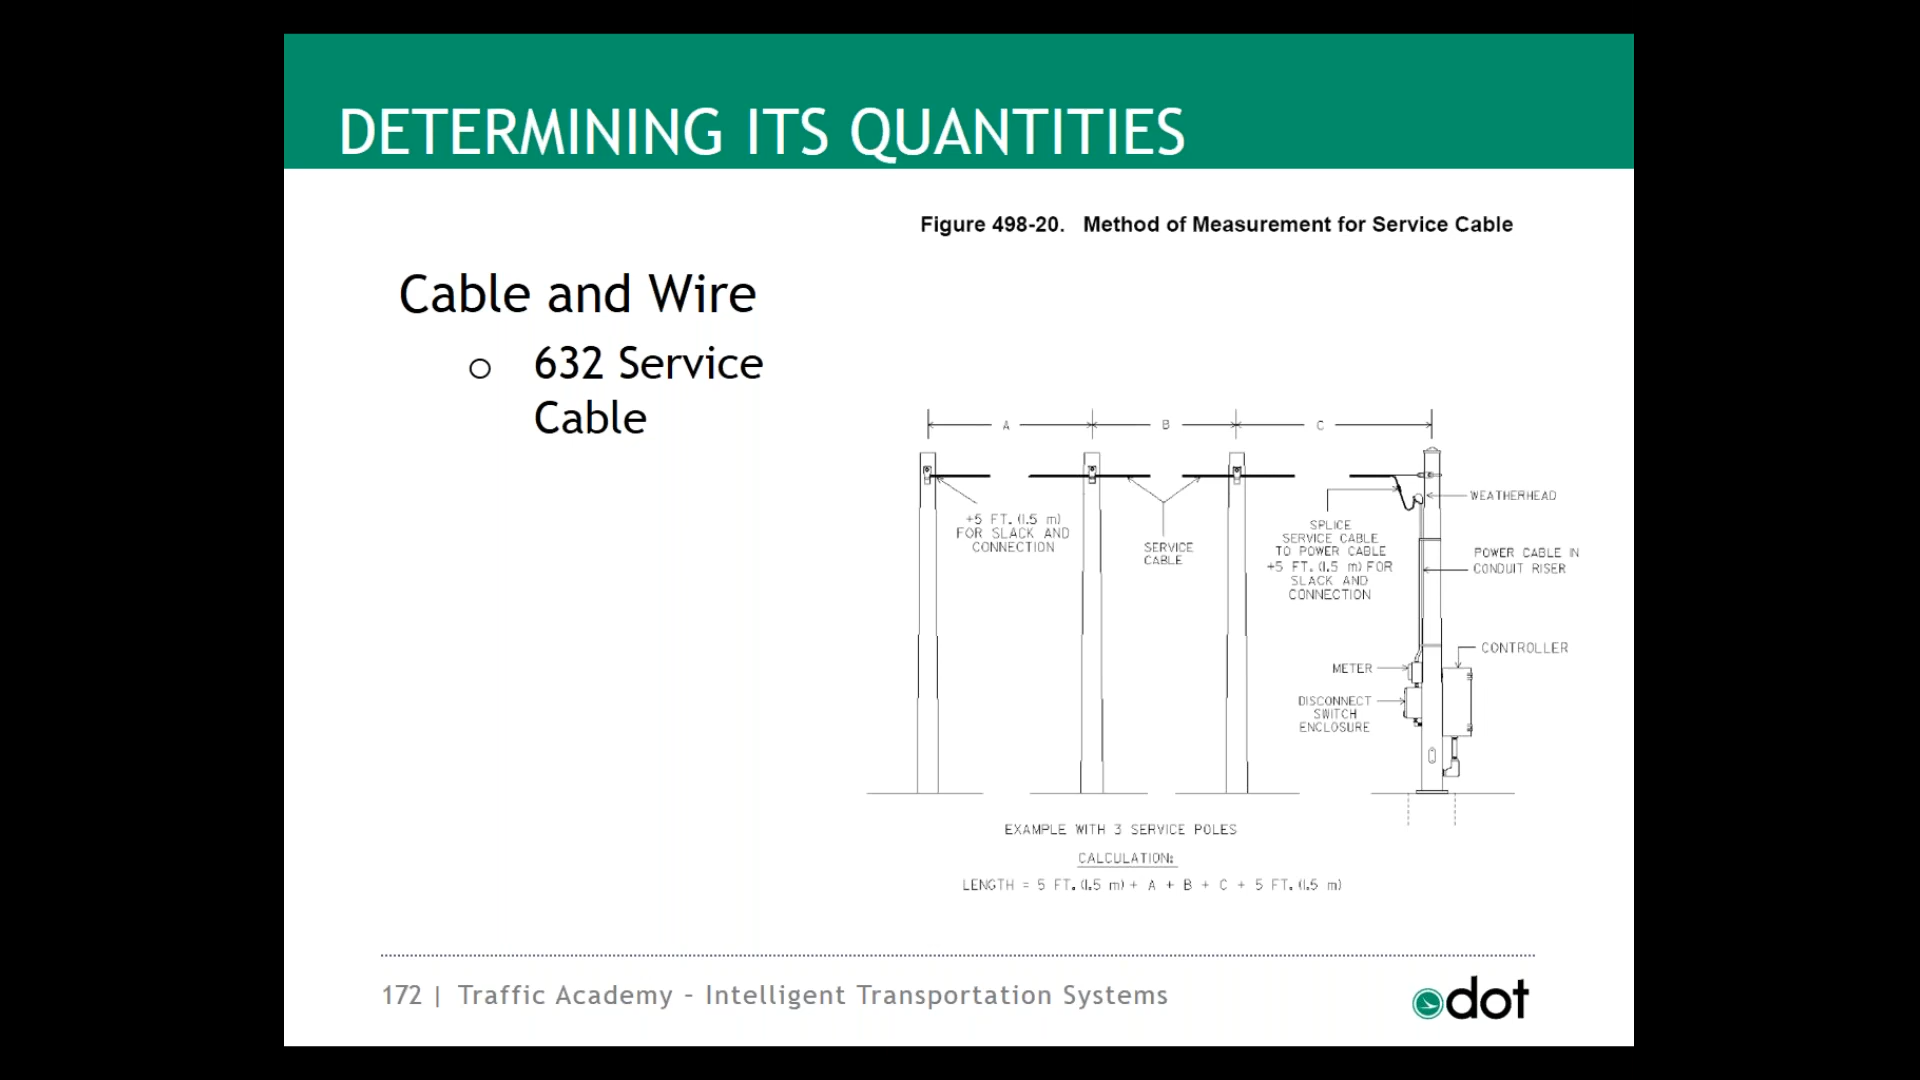 DETERMINING ITS QUANTITIES
Figure 498-20. Method of Measurement for Service Cable
Cable and Wire
632 Service
Cable
A
B
C
+5 FT. (1.5 m)
FOR SLACK AND
CONNECTION
SERVICE
CABLE
SPLICE
SERVICE CABLE
TO POWER CABLE
+5 FT. (1.5 m) FOR
SLACK AND
CONNECTION
WEATHERHEAD
POWER CABLE IN
CONDUIT RISER
CONTROLLER
METER
DISCONNECT
SWITCH
ENCLOSURE
EXAMPLE WITH 3 SERVICE POLES
CALCULATION:
LENGTH = 5 FT. (1.5 m) + A + B + C + 5 FT. (1.5 m)
172 | Traffic Academy – Intelligent Transportation Systems
odot